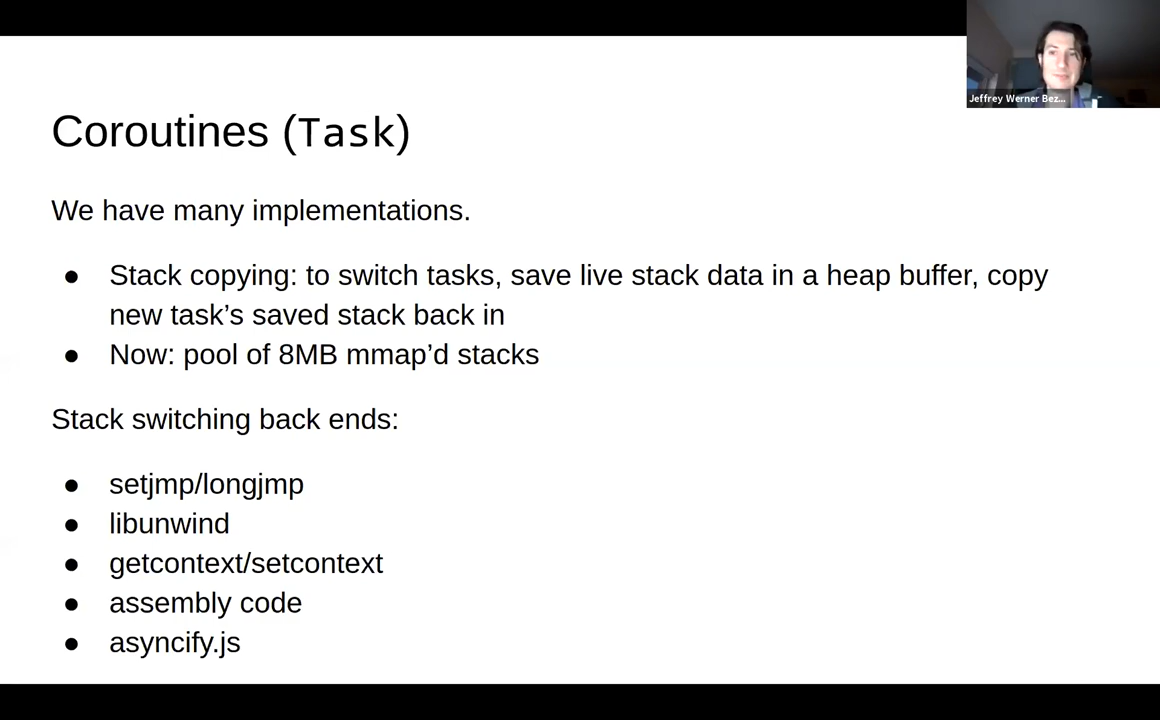 Jeffrey Werner Bez...
Coroutines (Task)
We have many implementations.
● Stack copying: to switch tasks, save live stack data in a heap buffer, copy
new task’s saved stack back in
● Now: pool of 8MB mmap’d stacks
Stack switching back ends:
● setjmp/longjmp
● libunwind
● getcontext/setcontext
● assembly code
● asyncify.js